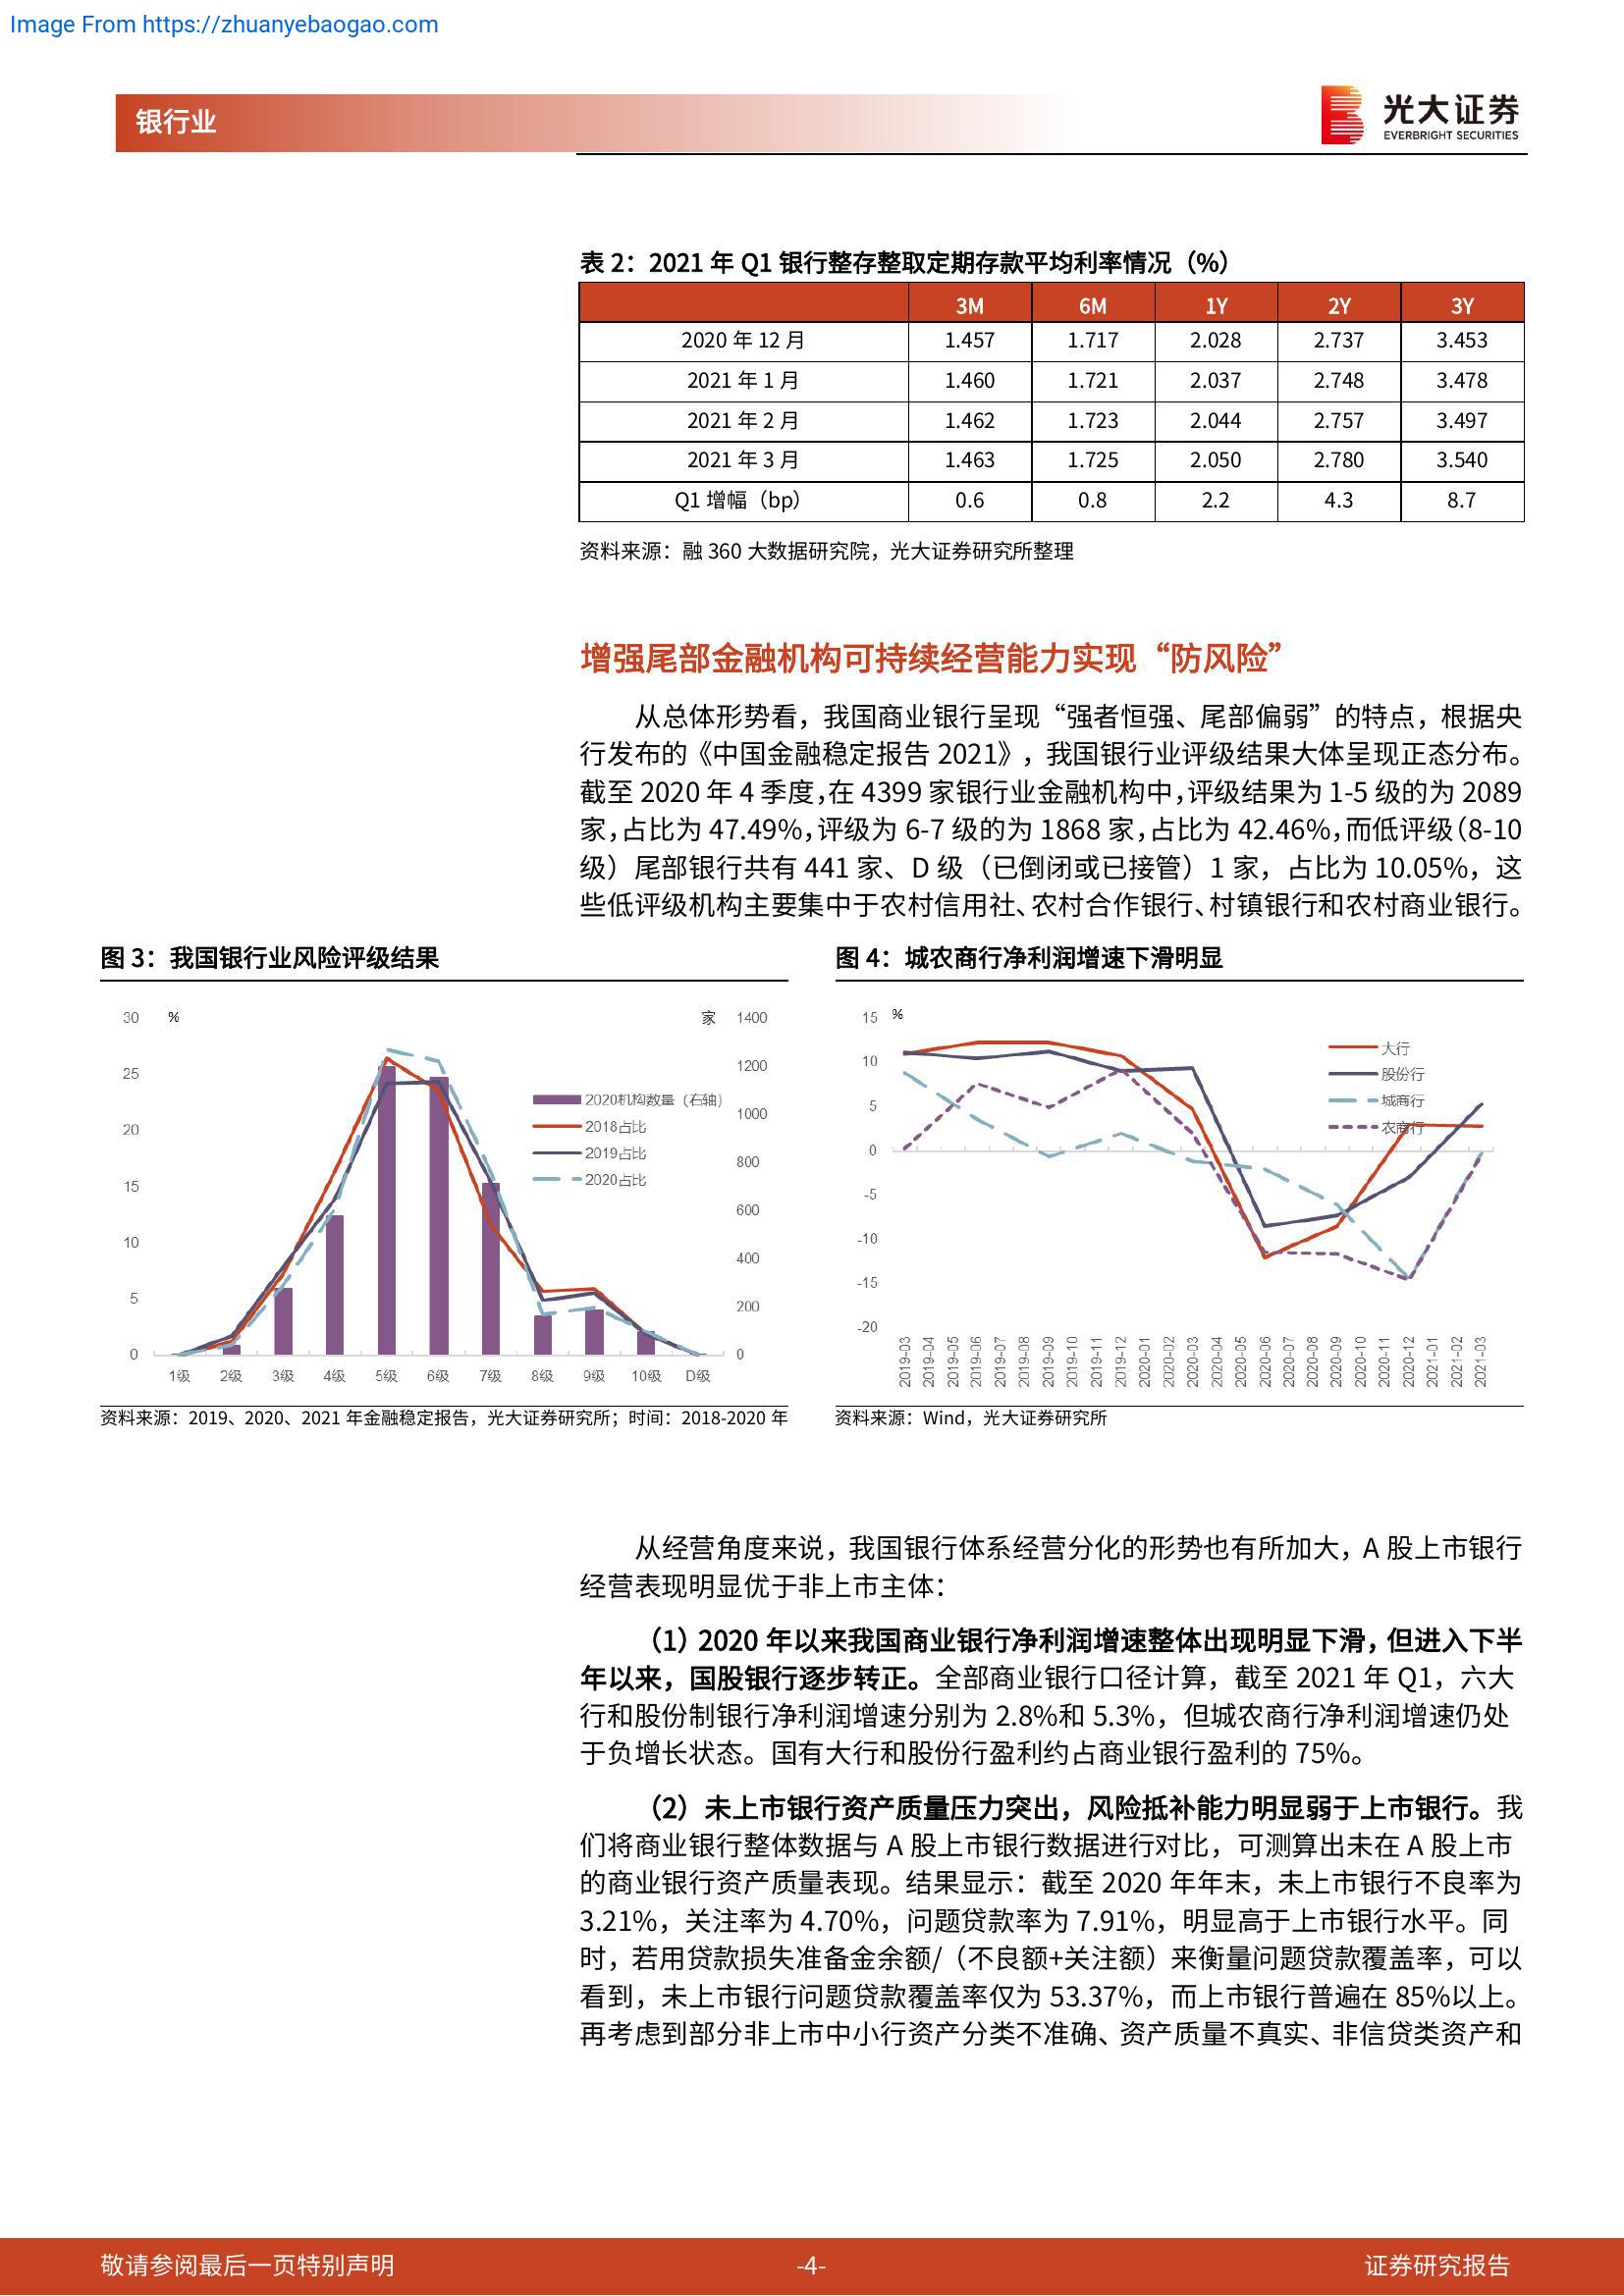 Image From https://zhuanyebaogao.com
银行业
光大证券
EVERBRIGHT SECURITIES
表 2：2021 年 Q1 银行整存整取定期存款平均利率情况（%）
3M 6M 1Y 2Y 3Y
2020 年 12 月 1.457 1.717 2.028 2.737 3.453
2021 年 1 月 1.460 1.721 2.037 2.748 3.478
2021 年 2 月 1.462 1.723 2.044 2.757 3.497
2021 年 3 月 1.463 1.725 2.050 2.780 3.540
Q1 增幅（bp） 0.6 0.8 2.2 4.3 8.7
资料来源：融 360 大数据研究院，光大证券研究所整理
增强尾部金融机构可持续经营能力实现“防风险”
从总体形势看，我国商业银行呈现“强者恒强、尾部偏弱”的特点，根据央
行发布的《中国金融稳定报告 2021》，我国银行业评级结果大体呈现正态分布。
截至 2020 年 4 季度，在 4399 家银行业金融机构中，评级结果为 1-5 级的为 2089
家，占比为 47.49%，评级为 6-7 级的为 1868 家，占比为 42.46%，而低评级（8-10
级）尾部银行共有 441 家、D 级（已倒闭或已接管）1 家，占比为 10.05%，这
些低评级机构主要集中于农村信用社、农村合作银行、村镇银行和农村商业银行。
图 3：我国银行业风险评级结果
30 % 家 1400
25 1200
20 1000
15 800
10 600
5 400
0 200
0
2020机构数量（右轴）
2018占比
2019占比
2020占比
1级 2级 3级 4级 5级 6级 7级 8级 9级 10级 D级
资料来源：2019、2020、2021 年金融稳定报告，光大证券研究所；时间：2018-2020 年
图 4：城农商行净利润增速下滑明显
15 %
10
5
0
-5
-10
-15
-20
大行
股份行
城商行
农商行
2019-03 2019-04 2019-05 2019-06 2019-07 2019-08 2019-09 2019-10 2019-11 2019-12 2020-01 2020-02 2020-03 2020-04 2020-05 2020-06 2020-07 2020-08 2020-09 2020-10 2020-11 2020-12 2021-01 2021-02 2021-03
资料来源：Wind，光大证券研究所
从经营角度来说，我国银行体系经营分化的形势也有所加大，A 股上市银行
经营表现明显优于非上市主体：
（1）2020 年以来我国商业银行净利润增速整体出现明显下滑，但进入下半
年以来，国股银行逐步转正。全部商业银行口径计算，截至 2021 年 Q1，六大
行和股份制银行净利润增速分别为 2.8%和 5.3%，但城农商行净利润增速仍处
于负增长状态。国有大行和股份行盈利约占商业银行盈利的 75%。
（2）未上市银行资产质量压力突出，风险抵补能力明显弱于上市银行。我
们将商业银行整体数据与 A 股上市银行数据进行对比，可测算出未在 A 股上市
的商业银行资产质量表现。结果显示：截至 2020 年年末，未上市银行不良率为
3.21%，关注率为 4.70%，问题贷款率为 7.91%，明显高于上市银行水平。同
时，若用贷款损失准备金余额/（不良额+关注额）来衡量问题贷款覆盖率，可以
看到，未上市银行问题贷款覆盖率仅为 53.37%，而上市银行普遍在 85%以上。
再考虑到部分非上市中小行资产分类不准确、资产质量不真实、非信贷类资产和
敬请参阅最后一页特别声明
-4-
证券研究报告